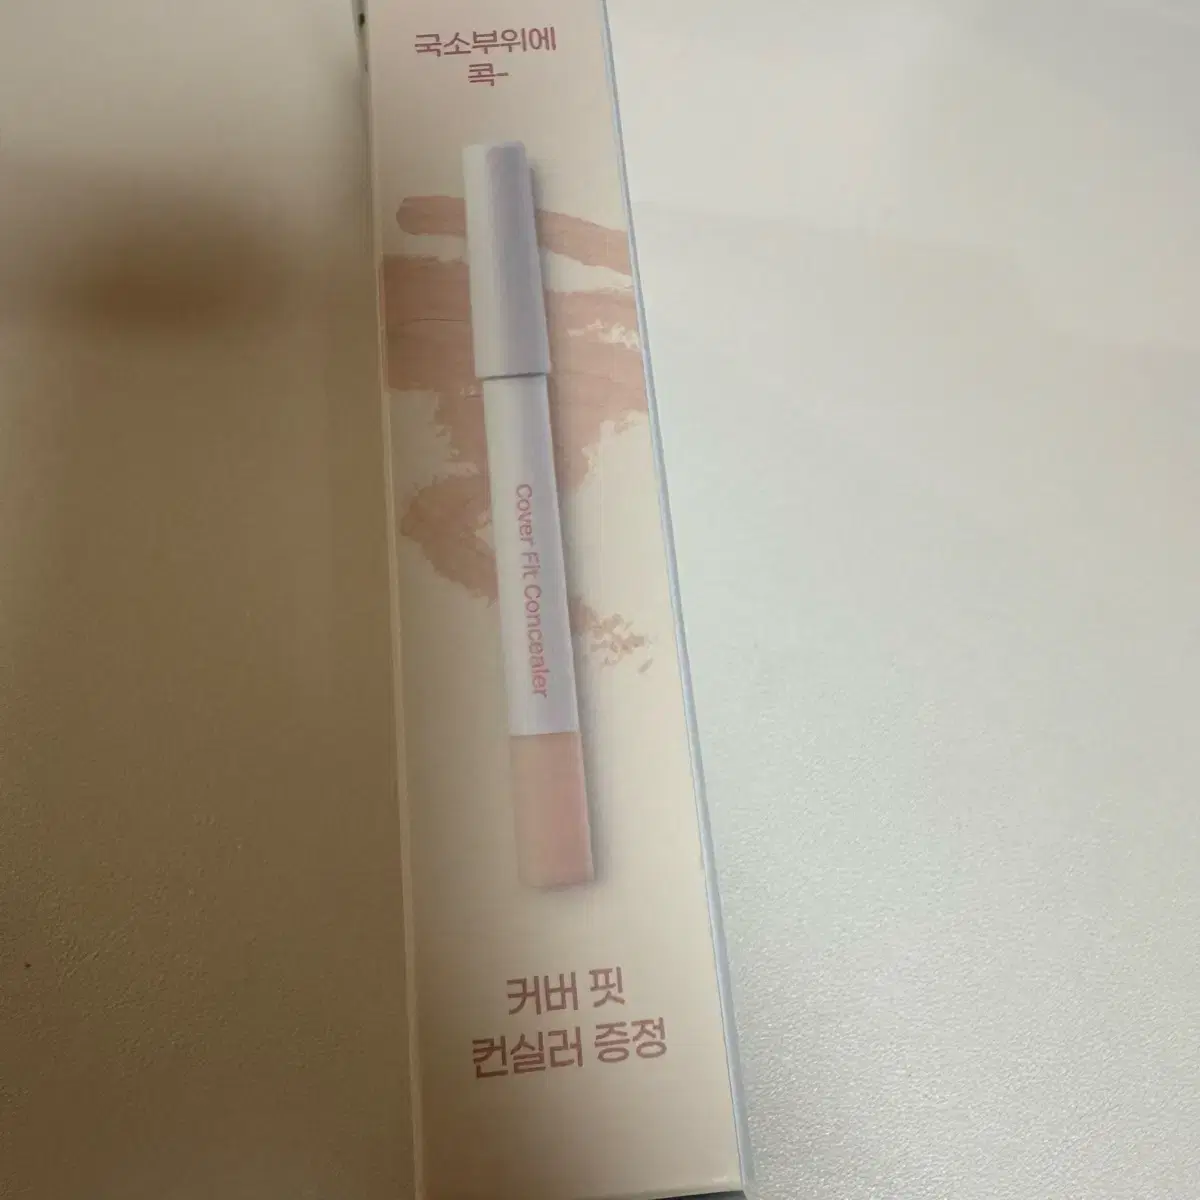 국소부위에
콕-
Cover Fit Concealer
커버 핏
컨실러 증정